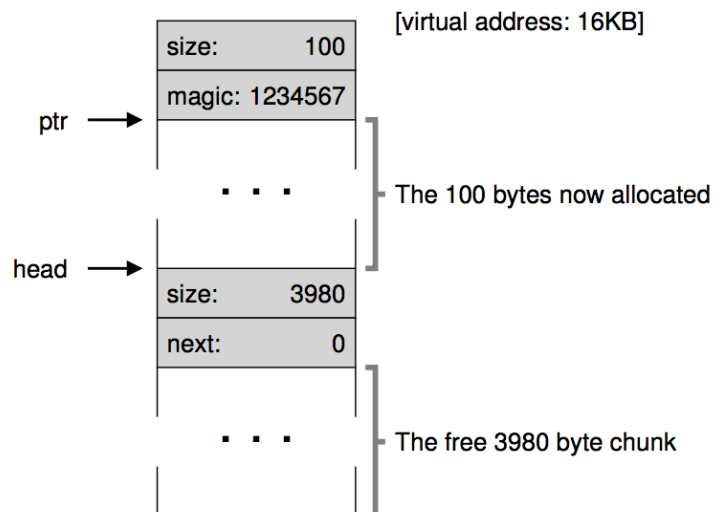 [virtual address: 16KB]
size: 100
magic: 1234567
ptr
. . .
The 100 bytes now allocated
head
size: 3980
next: 0
. . .
The free 3980 byte chunk